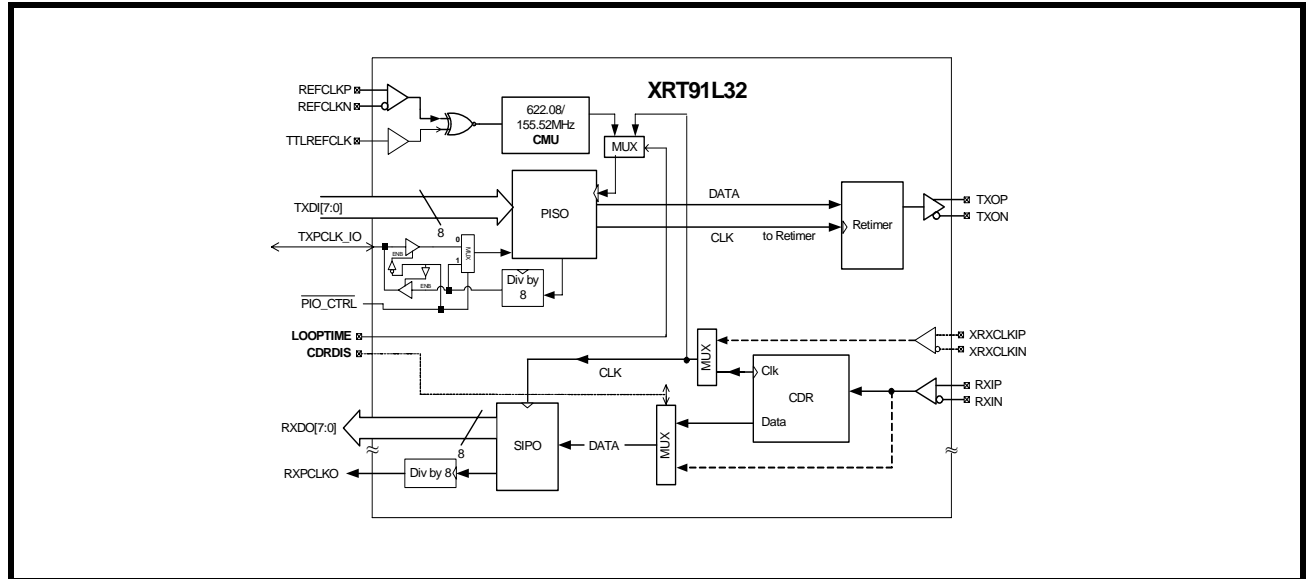 XRT91L32
REFCLKP
REFCLKN
TTLREFCLK
622.08/
155.52MHz
CMU
MUX
TXDI[7:0]
8
PISO
DATA
CLK
to Retimer
Retimer
TXOP
TXON
TXPCLK_IO
ENB
0
1
MUX
ENB
Div by
8
PIO_CTRL
LOOPTIME
CDRDIS
XRXCLKIP
XRXCLKIN
MUX
CLK
Clk
CDR
Data
RXIP
RXIN
RXDO[7:0]
8
SIPO
DATA
MUX
RXPCLKO
Div by 8